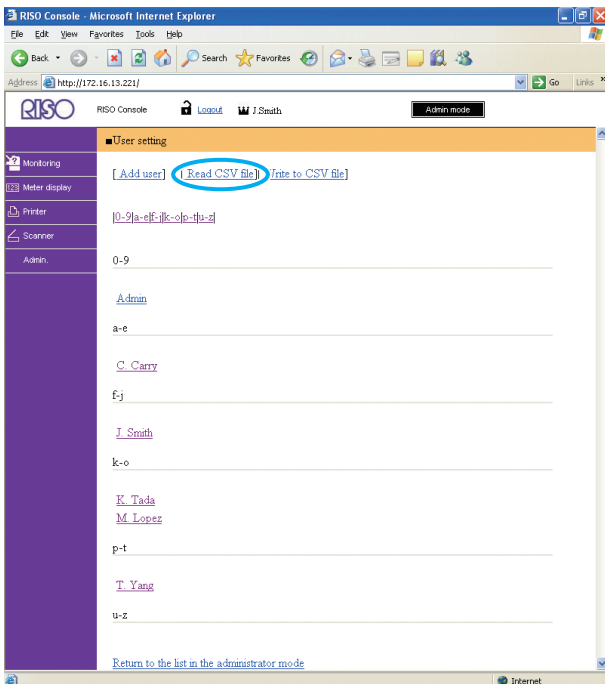 RISO Console - Microsoft Internet Explorer
File Edit View Favorites Tools Help
Back Search Favorites
Address http://172.16.13.221/ Go Links »
RISO RISO Console Logout J.Smith Admin mode
■User setting
Monitoring
[ Add user] [ Read CSV file] [ Write to CSV file]
123 Meter display
Printer
|0-9|a-e|f-j|k-o|p-t|u-z|
Scanner
Admin.
0-9
Admin
a-e
C. Carry
f-j
J. Smith
k-o
K. Tada
M. Lopez
p-t
T. Yang
u-z
Return to the list in the administrator mode
Internet